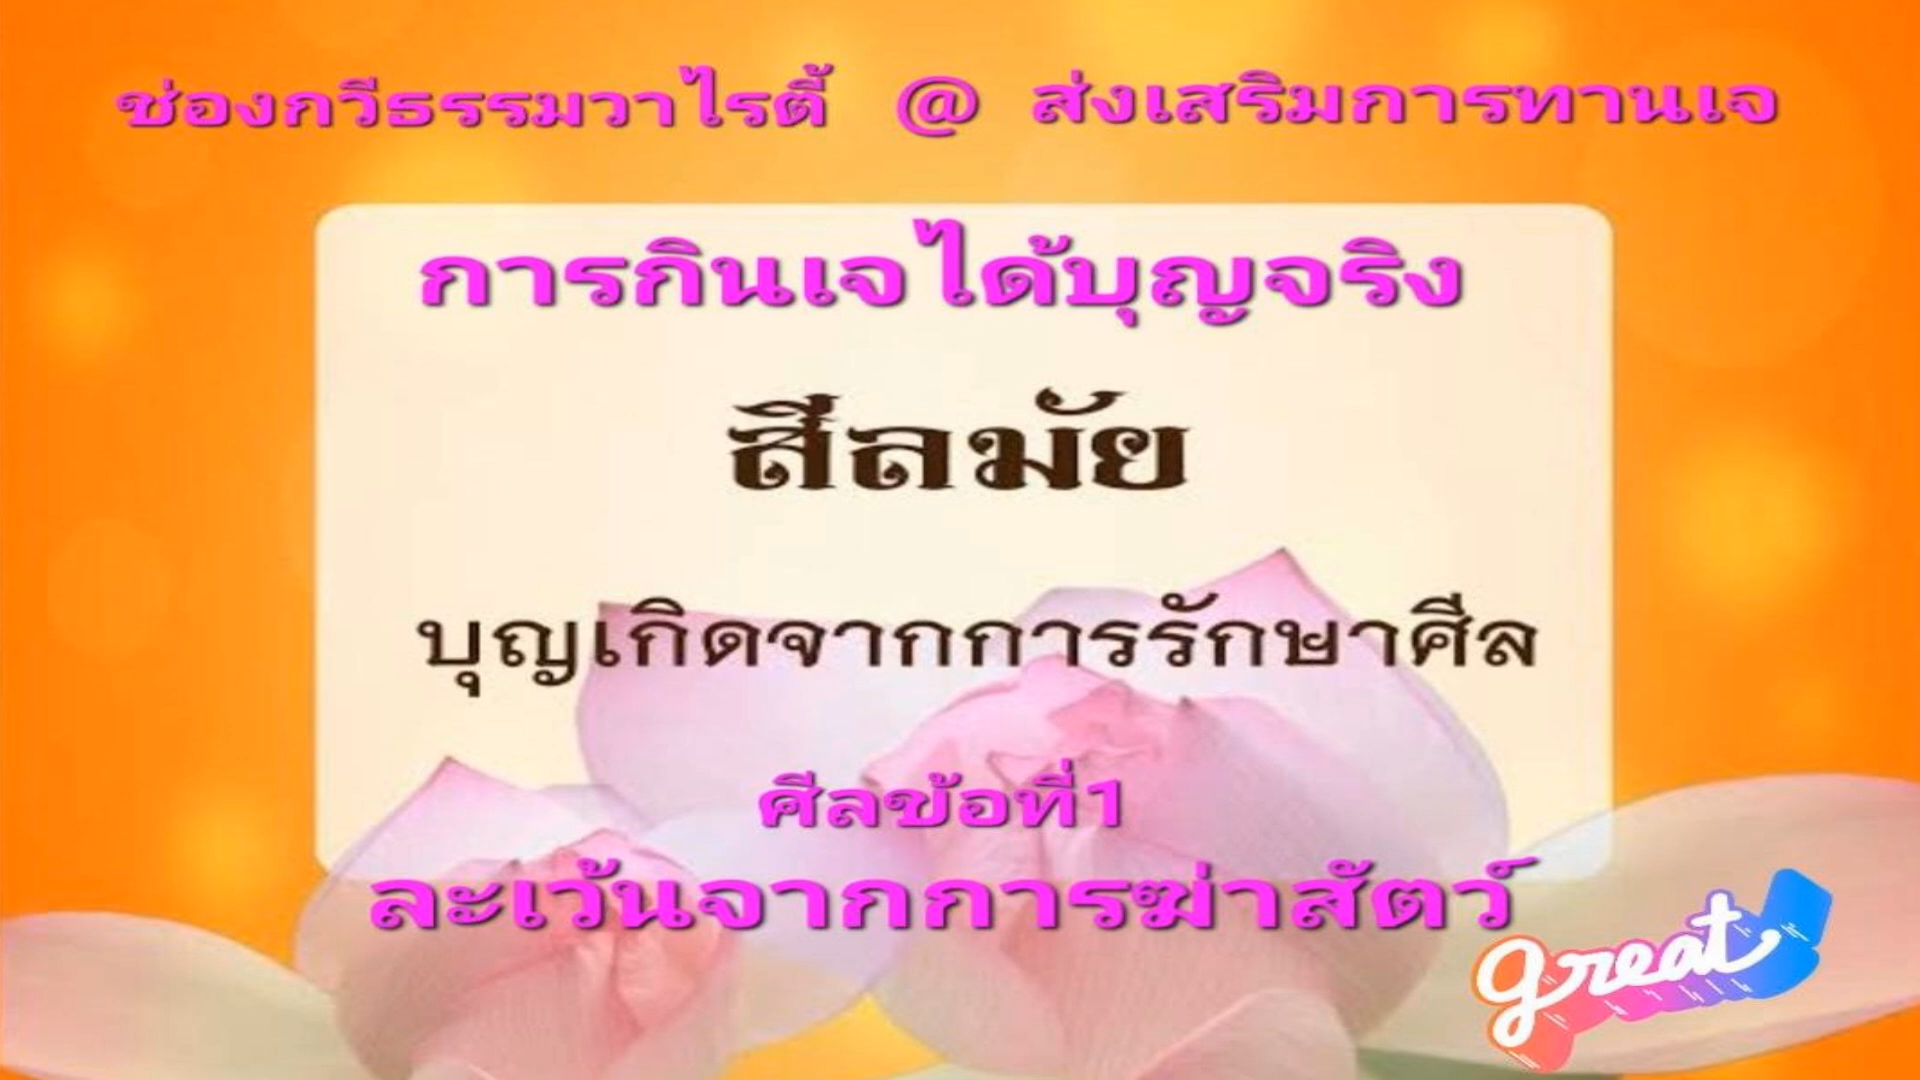 ช่องกวีธรรมวาไรตี้ @ ส่งเสริมการทานเจ
การกินเจได้บุญจริง
สีลมัย
บุญเกิดจากการรักษาศีล
ศีลข้อที่1
ละเว้นจากการฆ่าสัตว์
great